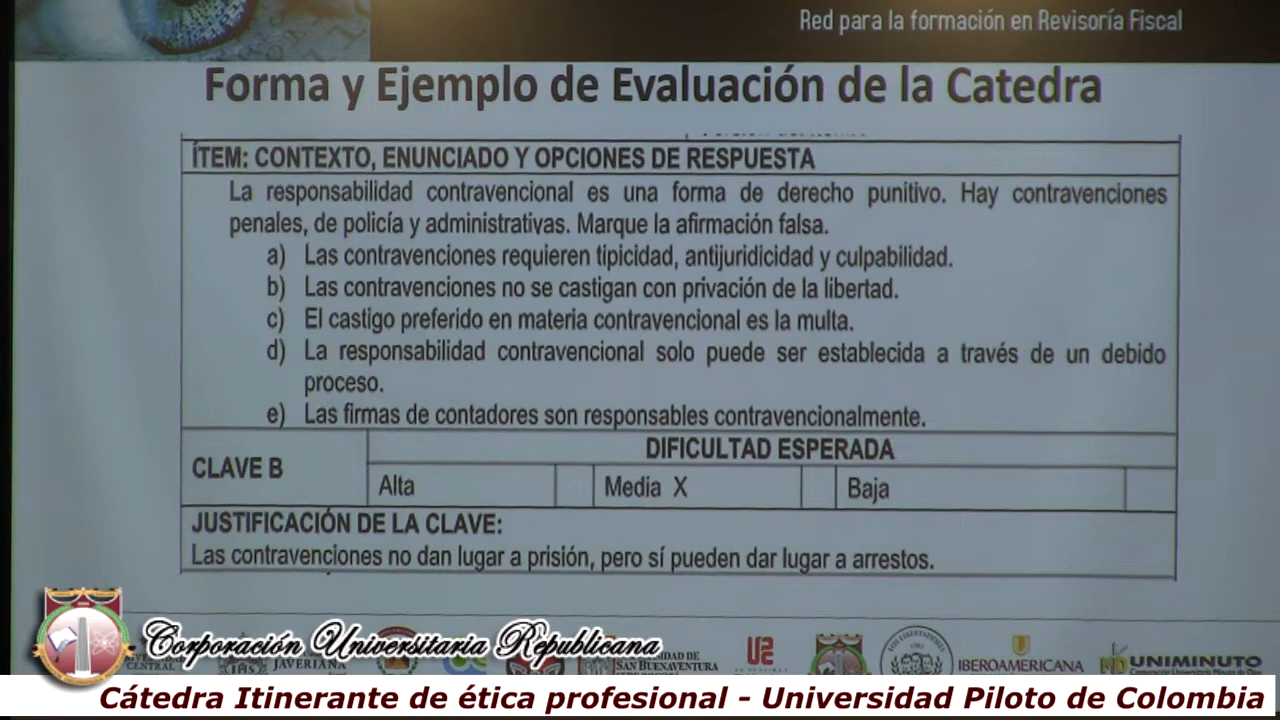 Red para la formación en Revisoría Fiscal
Forma y Ejemplo de Evaluación de la Catedra
ÍTEM: CONTEXTO, ENUNCIADO Y OPCIONES DE RESPUESTA
La responsabilidad contravencional es una forma de derecho punitivo. Hay contravenciones
penales, de policía y administrativas. Marque la afirmación falsa.
a) Las contravenciones requieren tipicidad, antijuridicidad y culpabilidad.
b) Las contravenciones no se castigan con privación de la libertad.
c) El castigo preferido en materia contravencional es la multa.
d) La responsabilidad contravencional solo puede ser establecida a través de un debido
proceso.
e) Las firmas de contadores son responsables contravencionalmente.
CLAVE B
DIFICULTAD ESPERADA
Alta Media X Baja
JUSTIFICACIÓN DE LA CLAVE:
Las contravenciones no dan lugar a prisión, pero sí pueden dar lugar a arrestos.
Corporación Universitaria Republicana
CENTRAL
JAVERIANA
SAN BUENAVENTURA
IBEROAMERICANA
UNIMINUTO
Cátedra Itinerante de ética profesional - Universidad Piloto de Colombia